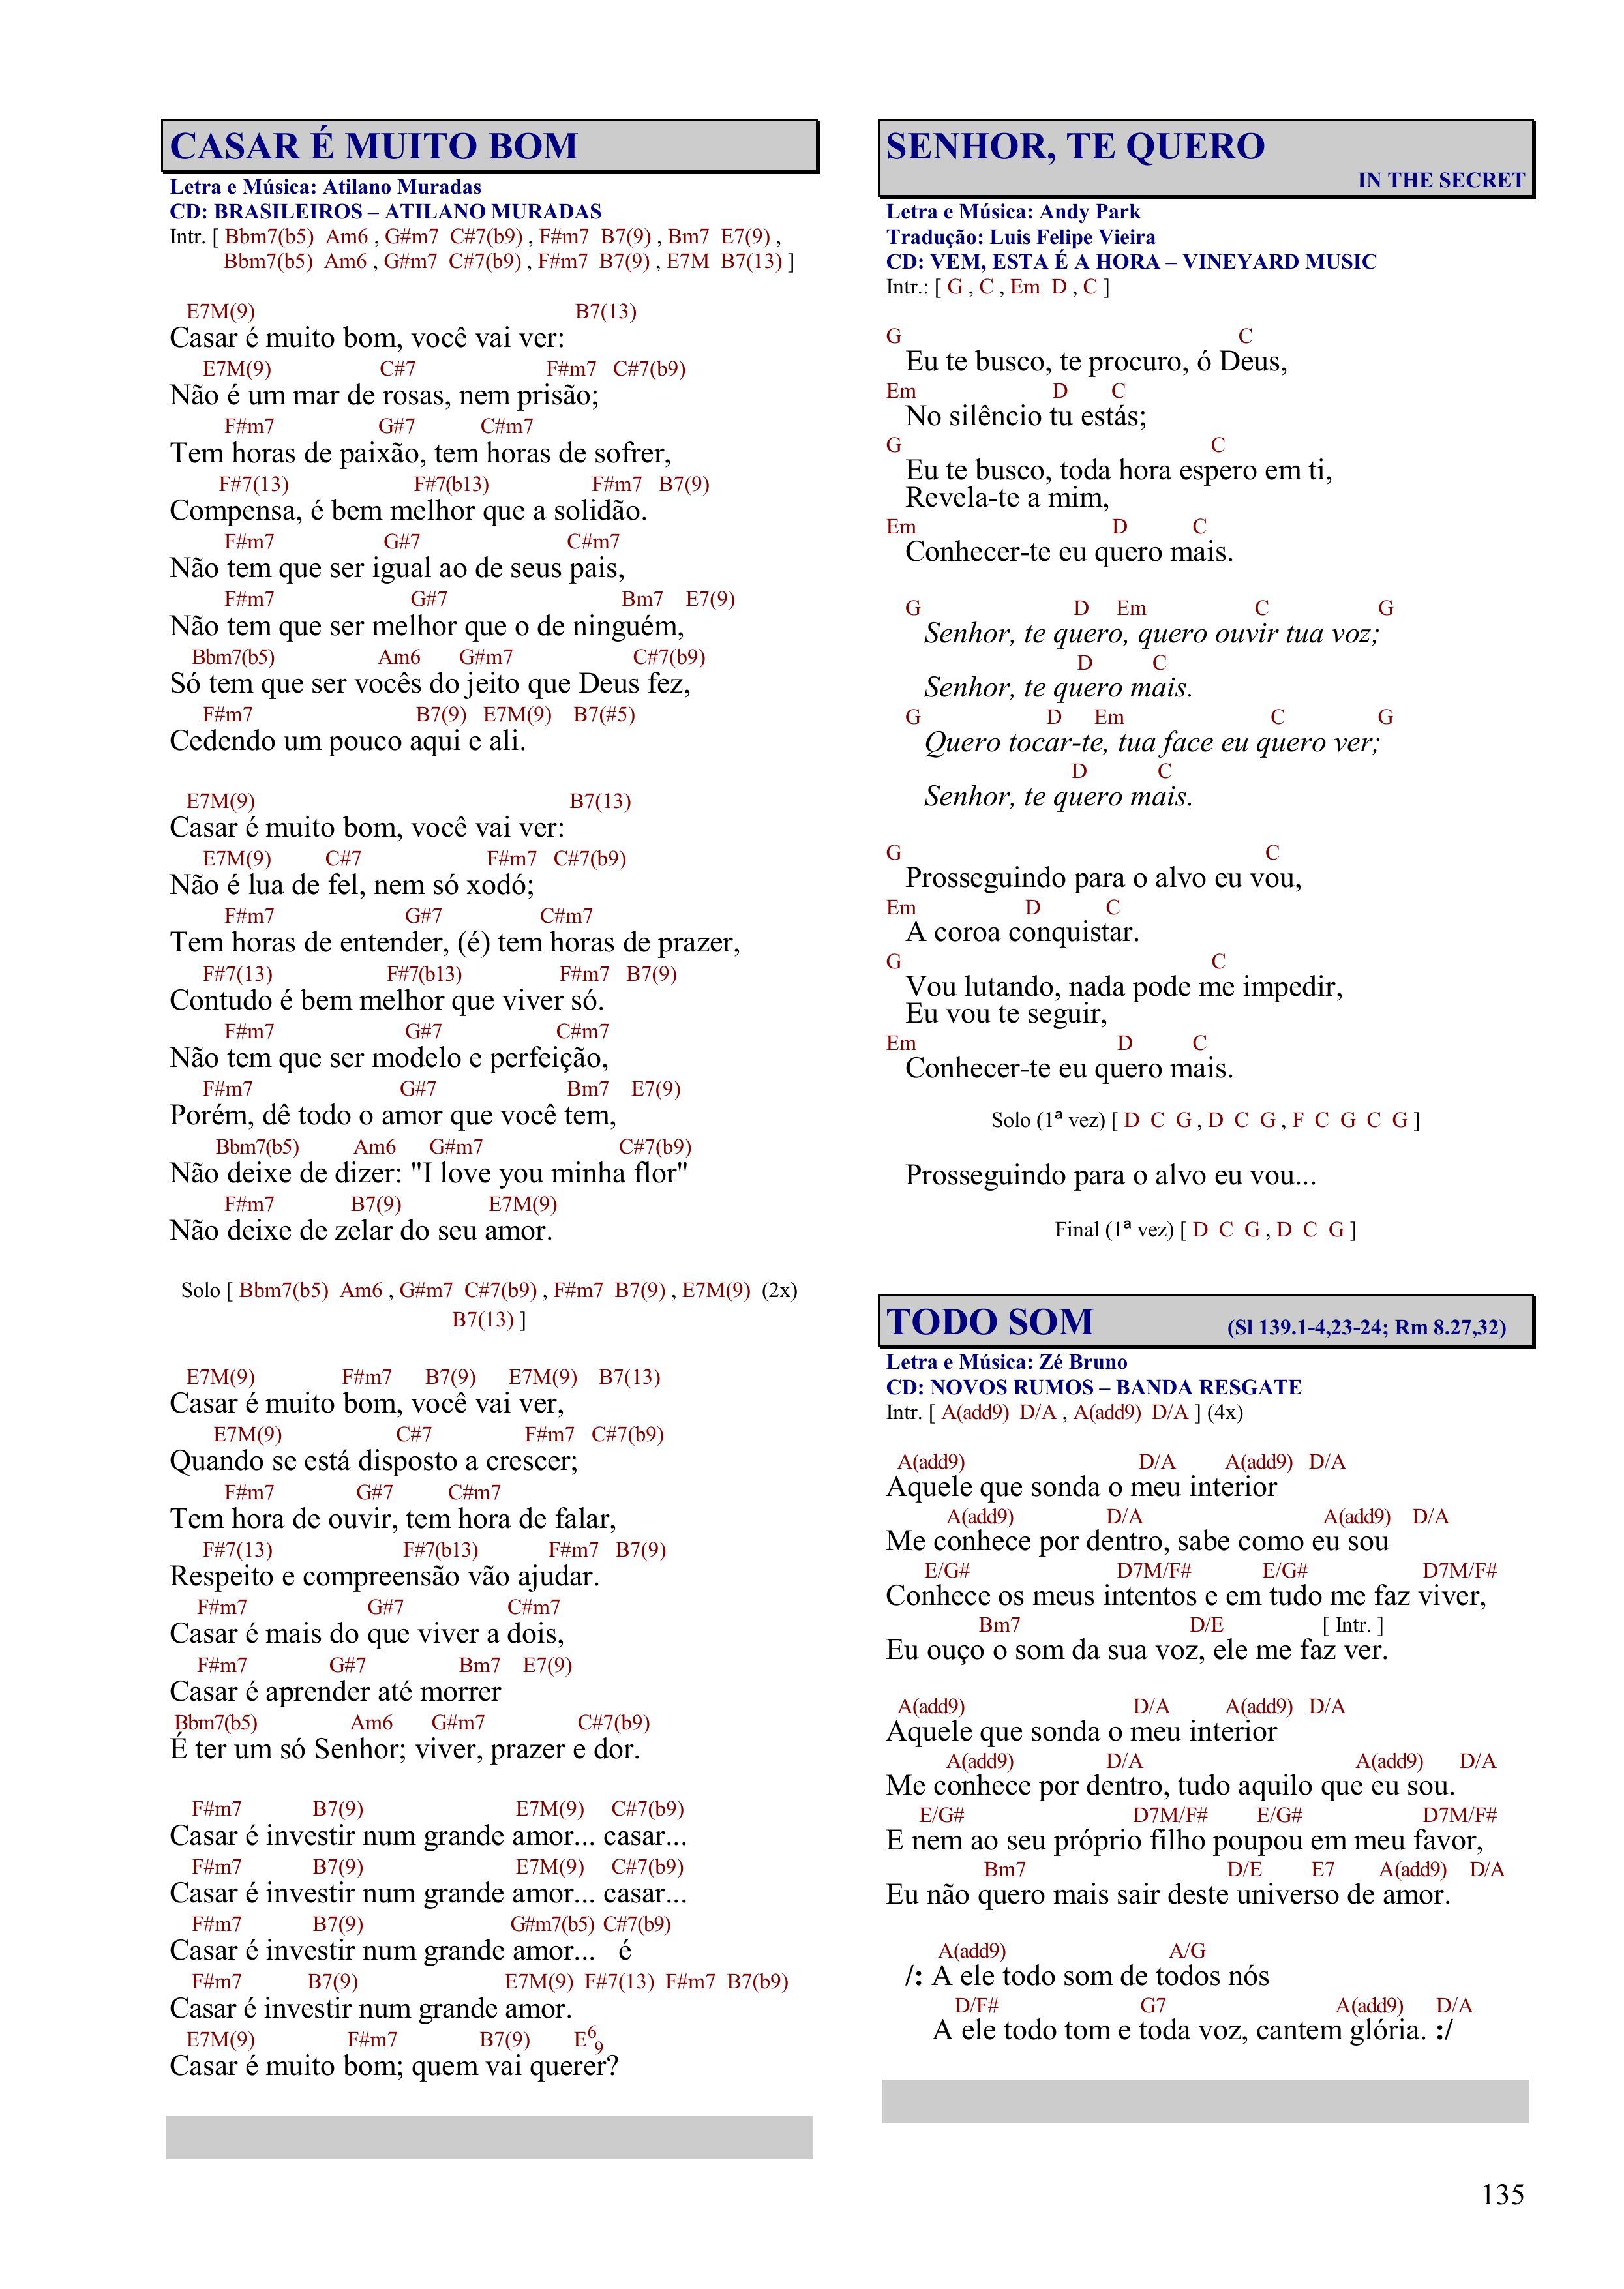 CASAR É MUITO BOM
Letra e Música: Atilano Muradas
CD: BRASILEIROS – ATILANO MURADAS
Intr. [ Bbm7(b5) Am6 , G#m7 C#7(b9) , F#m7 B7(9) , Bm7 E7(9) ,
Bbm7(b5) Am6 , G#m7 C#7(b9) , F#m7 B7(9) , E7M B7(13) ]
E7M(9) B7(13)
Casar é muito bom, você vai ver:
E7M(9) C#7 F#m7 C#7(b9)
Não é um mar de rosas, nem prisão;
F#m7 G#7 C#m7
Tem horas de paixão, tem horas de sofrer,
F#7(13) F#7(b13) F#m7 B7(9)
Compensa, é bem melhor que a solidão.
F#m7 G#7 C#m7
Não tem que ser igual ao de seus pais,
F#m7 G#7 Bm7 E7(9)
Não tem que ser melhor que o de ninguém,
Bbm7(b5) Am6 G#m7 C#7(b9)
Só tem que ser vocês do jeito que Deus fez,
F#m7 B7(9) E7M(9) B7(#5)
Cedendo um pouco aqui e ali.
E7M(9) B7(13)
Casar é muito bom, você vai ver:
E7M(9) C#7 F#m7 C#7(b9)
Não é lua de fel, nem só xodó;
F#m7 G#7 C#m7
Tem horas de entender, (é) tem horas de prazer,
F#7(13) F#7(b13) F#m7 B7(9)
Contudo é bem melhor que viver só.
F#m7 G#7 C#m7
Não tem que ser modelo e perfeição,
F#m7 G#7 Bm7 E7(9)
Porém, dê todo o amor que você tem,
Bbm7(b5) Am6 G#m7 C#7(b9)
Não deixe de dizer: "I love you minha flor"
F#m7 B7(9) E7M(9)
Não deixe de zelar do seu amor.
Solo [ Bbm7(b5) Am6 , G#m7 C#7(b9) , F#m7 B7(9) , E7M(9) (2x)
B7(13) ]
E7M(9) F#m7 B7(9) E7M(9) B7(13)
Casar é muito bom, você vai ver,
E7M(9) C#7 F#m7 C#7(b9)
Quando se está disposto a crescer;
F#m7 G#7 C#m7
Tem hora de ouvir, tem hora de falar,
F#7(13) F#7(b13) F#m7 B7(9)
Respeito e compreensão vão ajudar.
F#m7 G#7 C#m7
Casar é mais do que viver a dois,
F#m7 G#7 Bm7 E7(9)
Casar é aprender até morrer
Bbm7(b5) Am6 G#m7 C#7(b9)
É ter um só Senhor; viver, prazer e dor.
F#m7 B7(9) E7M(9) C#7(b9)
Casar é investir num grande amor... casar...
F#m7 B7(9) E7M(9) C#7(b9)
Casar é investir num grande amor... casar...
F#m7 B7(9) G#m7(b5) C#7(b9)
Casar é investir num grande amor... é
F#m7 B7(9) E7M(9) F#7(13) F#m7 B7(b9)
Casar é investir num grande amor.
E7M(9) F#m7 B7(9) E69
Casar é muito bom; quem vai querer?
SENHOR, TE QUERO
IN THE SECRET
Letra e Música: Andy Park
Tradução: Luis Felipe Vieira
CD: VEM, ESTA É A HORA – VINEYARD MUSIC
Intr.: [ G , C , Em D , C ]
G C
Eu te busco, te procuro, ó Deus,
Em D C
No silêncio tu estás;
G C
Eu te busco, toda hora espero em ti,
Revela-te a mim,
Em D C
Conhecer-te eu quero mais.
G D Em C G
Senhor, te quero, quero ouvir tua voz;
D C
Senhor, te quero mais.
G D Em C G
Quero tocar-te, tua face eu quero ver;
D C
Senhor, te quero mais.
G C
Prosseguindo para o alvo eu vou,
Em D C
A coroa conquistar.
G C
Vou lutando, nada pode me impedir,
Eu vou te seguir,
Em D C
Conhecer-te eu quero mais.
Solo (1ª vez) [ D C G , D C G , F C G C G ]
Prosseguindo para o alvo eu vou...
Final (1ª vez) [ D C G , D C G ]
TODO SOM (Sl 139.1-4,23-24; Rm 8.27,32)
Letra e Música: Zé Bruno
CD: NOVOS RUMOS – BANDA RESGATE
Intr. [ A(add9) D/A , A(add9) D/A ] (4x)
A(add9) D/A A(add9) D/A
Aquele que sonda o meu interior
A(add9) D/A A(add9) D/A
Me conhece por dentro, sabe como eu sou
E/G# D7M/F# E/G# D7M/F#
Conhece os meus intentos e em tudo me faz viver,
Bm7 D/E [ Intr. ]
Eu ouço o som da sua voz, ele me faz ver.
A(add9) D/A A(add9) D/A
Aquele que sonda o meu interior
A(add9) D/A A(add9) D/A
Me conhece por dentro, tudo aquilo que eu sou.
E/G# D7M/F# E/G# D7M/F#
E nem ao seu próprio filho poupou em meu favor,
Bm7 D/E E7 A(add9) D/A
Eu não quero mais sair deste universo de amor.
A(add9) A/G
/: A ele todo som de todos nós
D/F# G7 A(add9) D/A
A ele todo tom e toda voz, cantem glória. :/
135